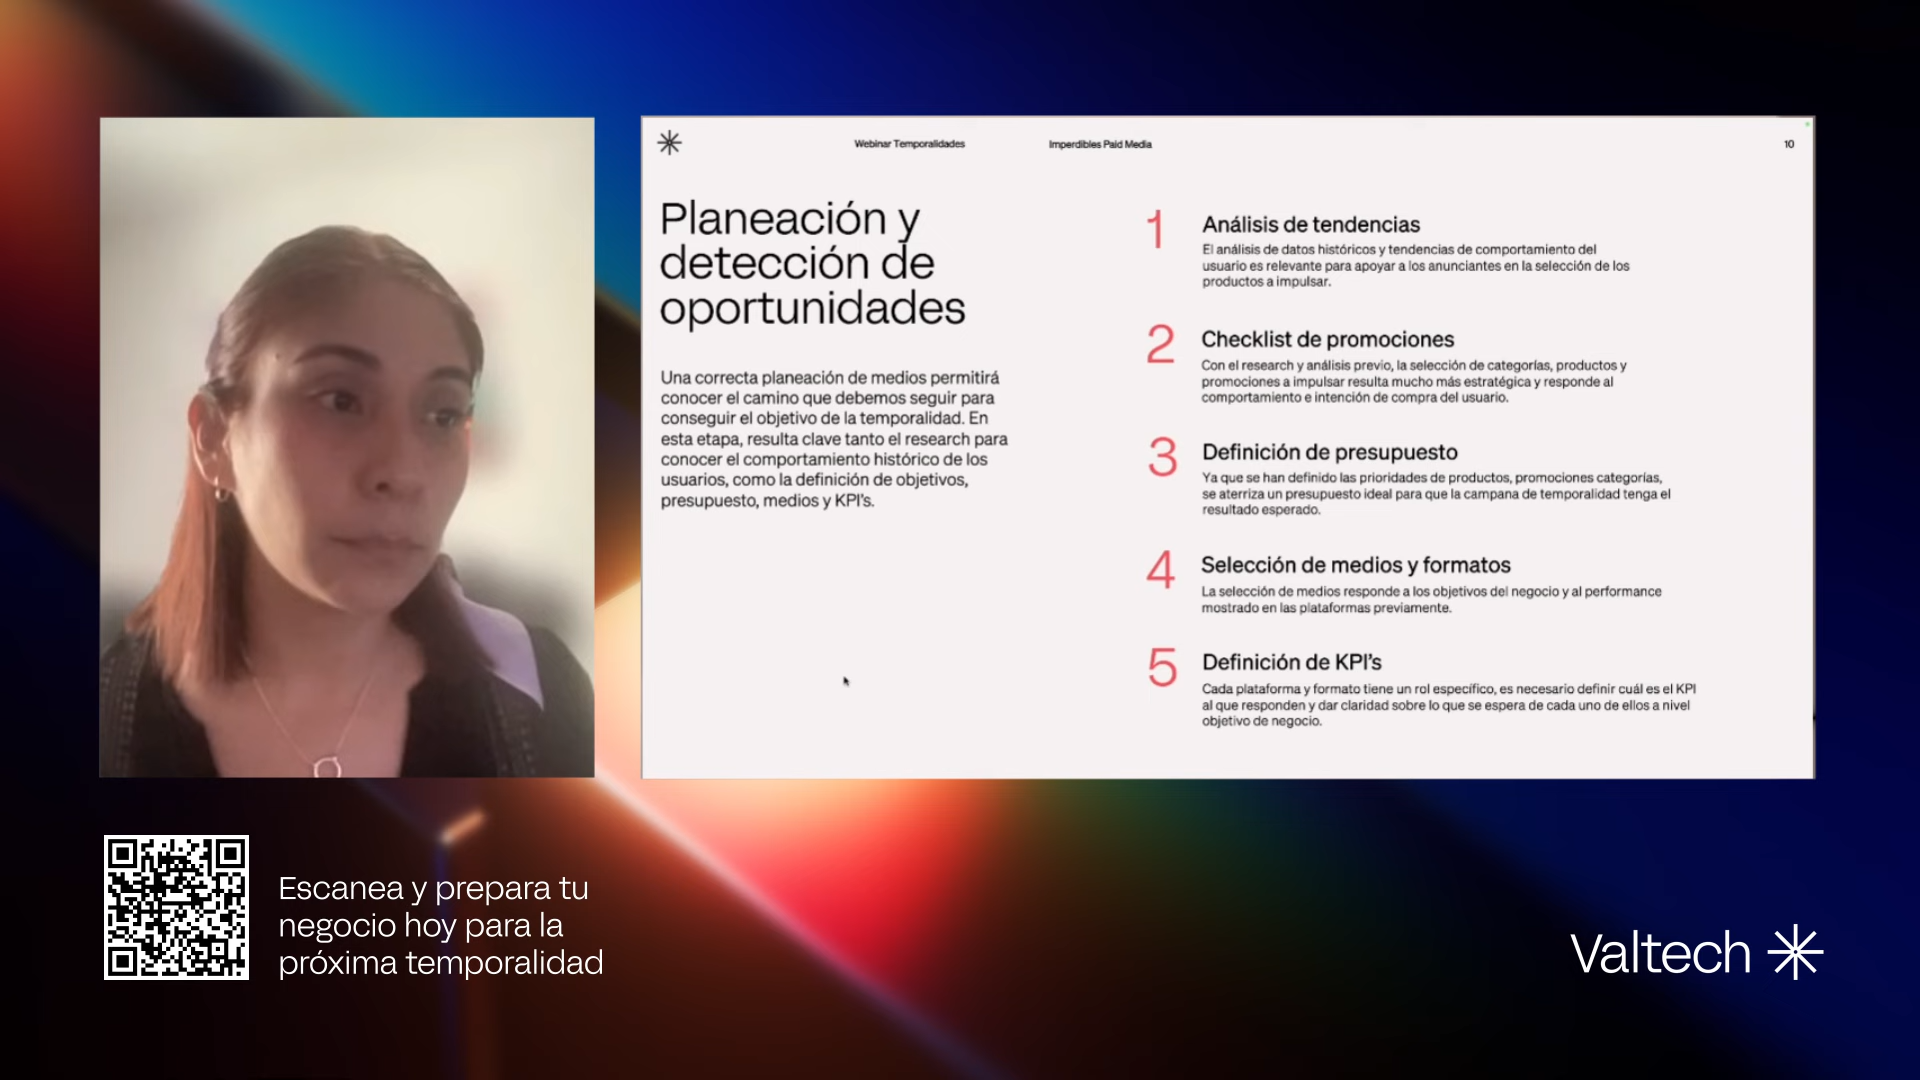 Webinar Temporalidades
Imperdibles Paid Media
10
Planeación y
detección de
oportunidades
Una correcta planeación de medios permitirá
conocer el camino que debemos seguir para
conseguir el objetivo de la temporalidad. En
esta etapa, resulta clave tanto el research para
conocer el comportamiento histórico de los
usuarios, como la definición de objetivos,
presupuesto, medios y KPI's.
1
Análisis de tendencias
El análisis de datos históricos y tendencias de comportamiento del
usuario es relevante para apoyar a los anunciantes en la selección de los
productos a impulsar.
2
Checklist de promociones
Con el research y análisis previo, la selección de categorías, productos y
promociones a impulsar resulta mucho más estratégica y responde al
comportamiento e intención de compra del usuario.
3
Definición de presupuesto
Ya que se han definido las prioridades de productos, promociones categorías,
se aterriza un presupuesto ideal para que la campana de temporalidad tenga el
resultado esperado.
4
Selección de medios y formatos
La selección de medios responde a los objetivos del negocio y al performance
mostrado en las plataformas previamente.
5
Definición de KPI's
Cada plataforma y formato tiene un rol específico, es necesario definir cuál es el KPI
al que responden y dar claridad sobre lo que se espera de cada uno de ellos a nivel
objetivo de negocio.
Escanea y prepara tu
negocio hoy para la
próxima temporalidad
Valtech